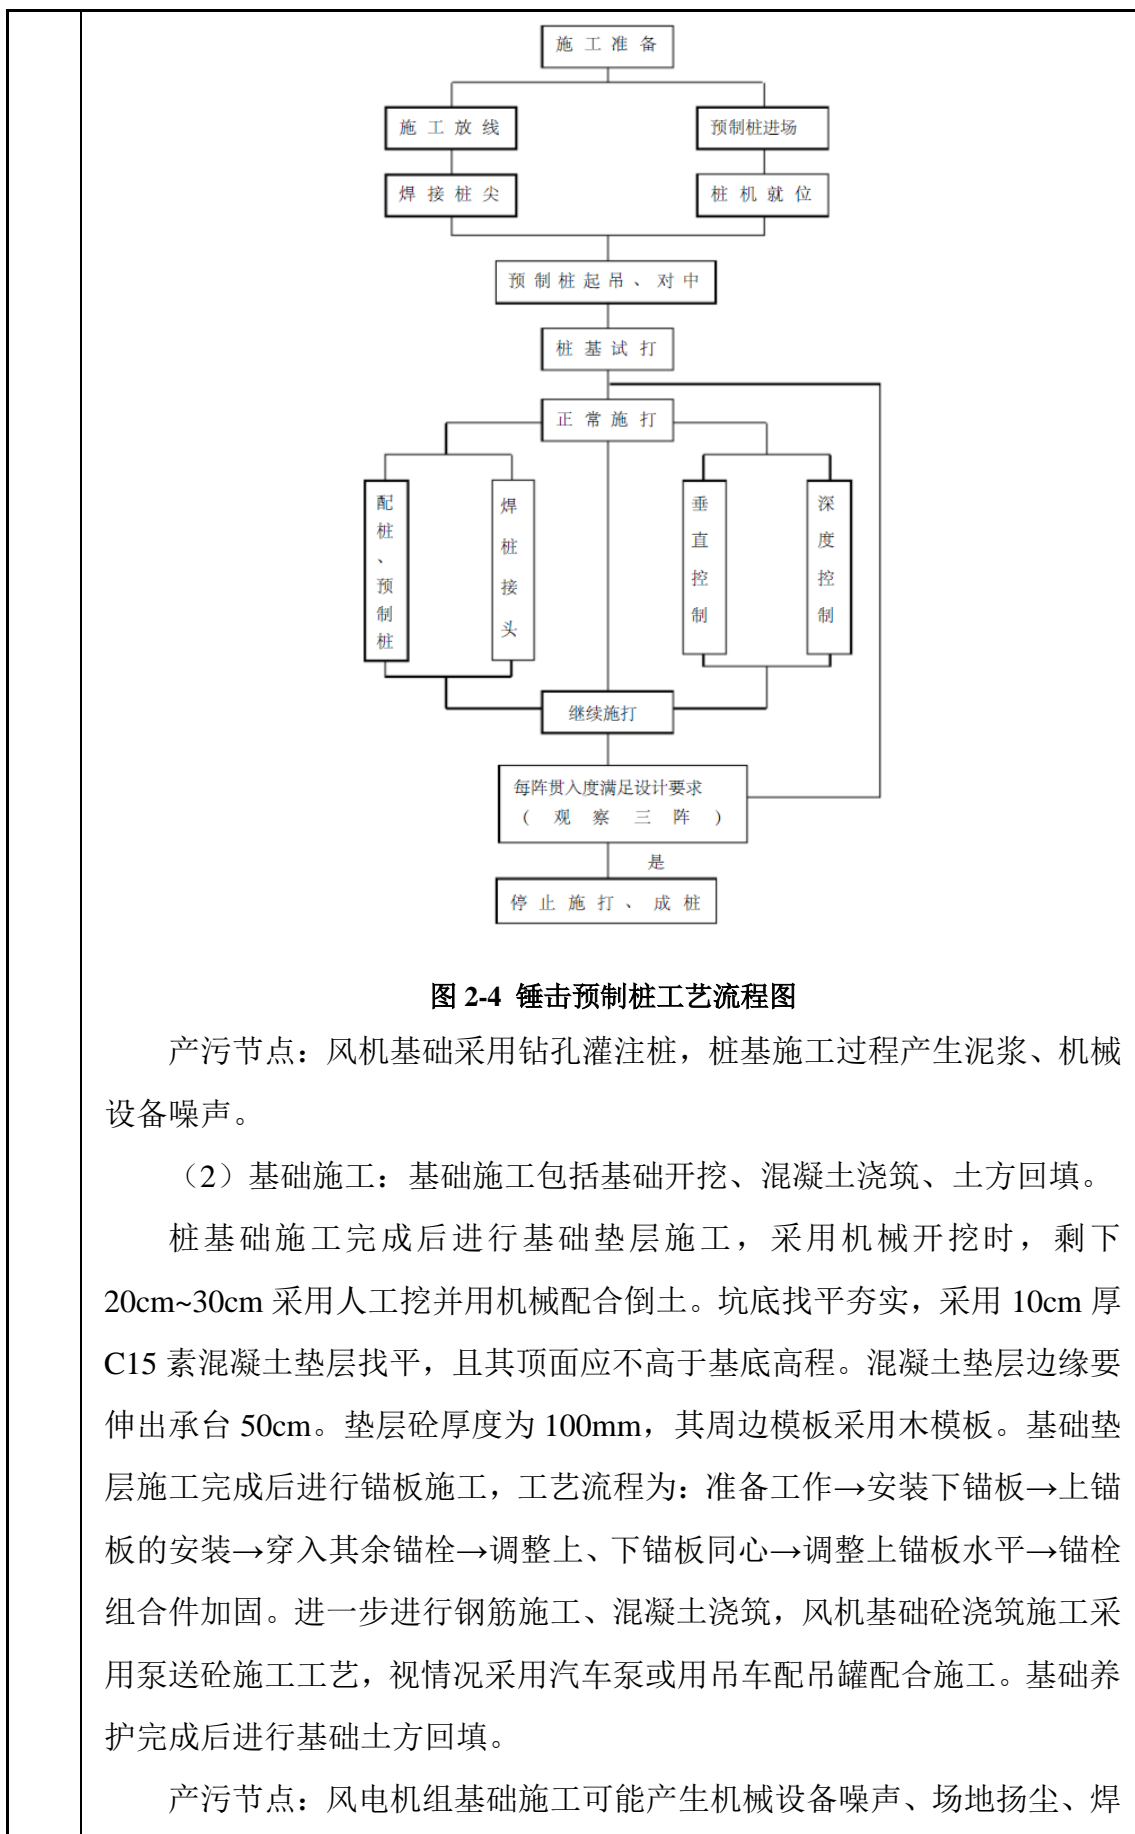 施工准备
施工放线
预制桩进场
焊接桩尖
桩机就位
预制桩起吊、对中
桩基试打
正常施打
配桩、预制桩
焊桩接头
垂直控制
深度控制
继续施打
每阵贯入度满足设计要求
(观察三阵)
是
停止施打、成桩
图 2-4 锤击预制桩工艺流程图
产污节点：风机基础采用钻孔灌注桩，桩基施工过程产生泥浆、机械
设备噪声。
（2）基础施工：基础施工包括基础开挖、混凝土浇筑、土方回填。
桩基础施工完成后进行基础垫层施工，采用机械开挖时，剩下
20cm~30cm 采用人工挖并用机械配合倒土。坑底找平夯实，采用 10cm 厚
C15 素混凝土垫层找平，且其顶面应不高于基底高程。混凝土垫层边缘要
伸出承台 50cm。垫层砼厚度为 100mm，其周边模板采用木模板。基础垫
层施工完成后进行锚板施工，工艺流程为：准备工作→安装下锚板→上锚
板的安装→穿入其余锚栓→调整上、下锚板同心→调整上锚板水平→锚栓
组合件加固。进一步进行钢筋施工、混凝土浇筑，风机基础砼浇筑施工采
用泵送砼施工工艺，视情况采用汽车泵或用吊车配吊罐配合施工。基础养
护完成后进行基础土方回填。
产污节点：风电机组基础施工可能产生机械设备噪声、场地扬尘、焊